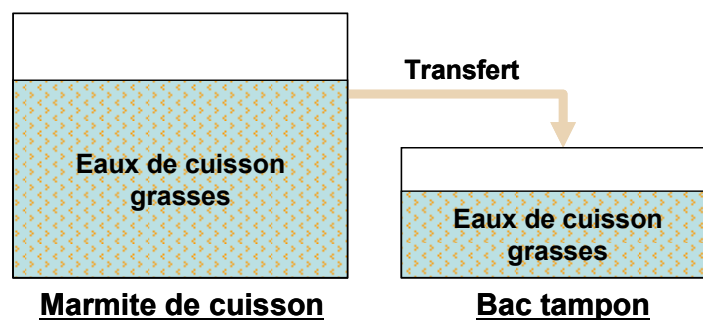 Transfert
Eaux de cuisson
grasses
Eaux de cuisson
grasses
Marmite de cuisson
Bac tampon